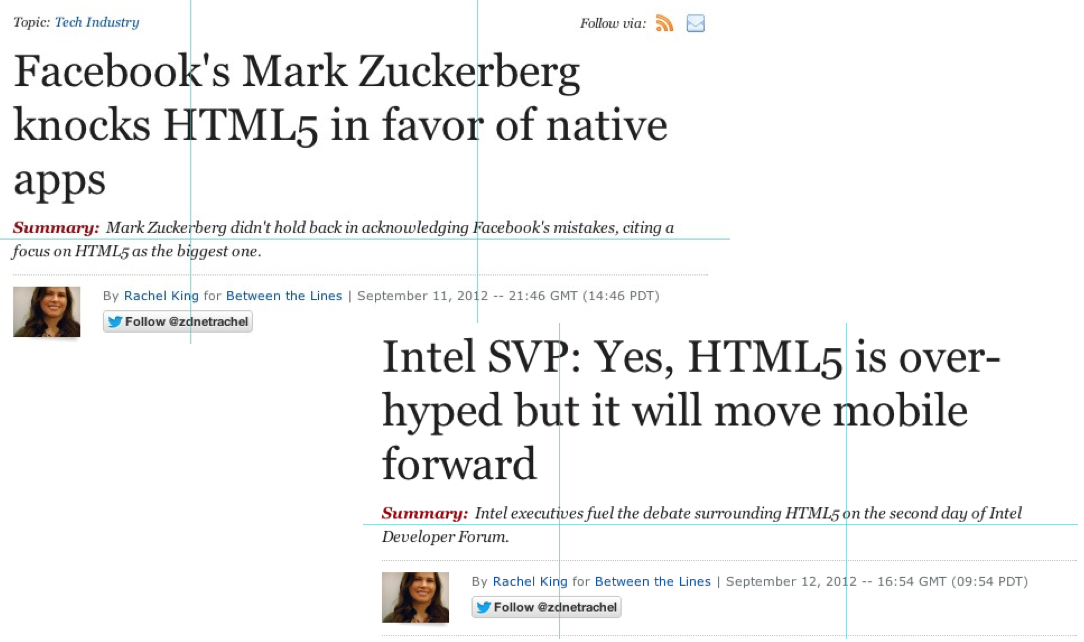 Topic: Tech Industry
Follow via:
Facebook's Mark Zuckerberg
knocks HTML5 in favor of native
apps
Summary: Mark Zuckerberg didn't hold back in acknowledging Facebook's mistakes, citing a
focus on HTML5 as the biggest one.
By Rachel King for Between the Lines | September 11, 2012 -- 21:46 GMT (14:46 PDT)
Follow @zdnetrachel
Intel SVP: Yes, HTML5 is over-
hyped but it will move mobile
forward
Summary: Intel executives fuel the debate surrounding HTML5 on the second day of Intel
Developer Forum.
By Rachel King for Between the Lines | September 12, 2012 -- 16:54 GMT (09:54 PDT)
Follow @zdnetrachel